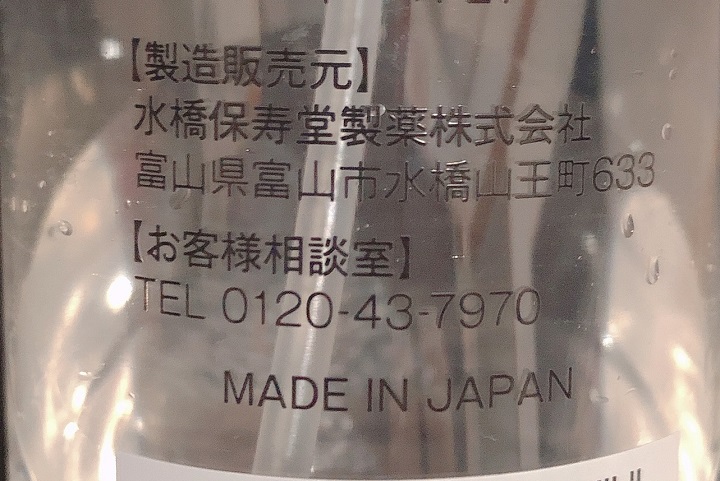 【製造販売元】
水橋保寿堂製薬株式会社
富山県富山市水橋山王町633
【お客様相談室】
TEL 0120-43-7970
MADE IN JAPAN